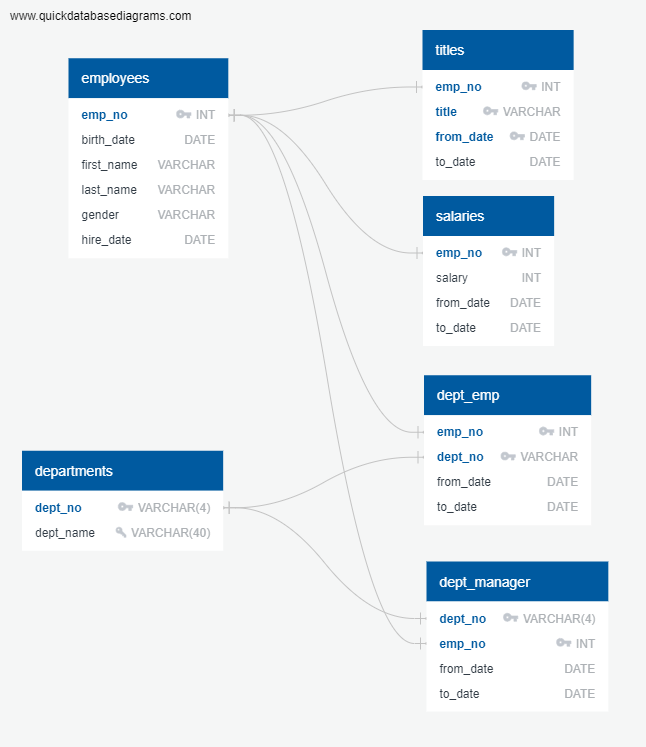 www.quickdatabasediagrams.com
employees
emp_no INT
birth_date DATE
first_name VARCHAR
last_name VARCHAR
gender VARCHAR
hire_date DATE
titles
emp_no INT
title VARCHAR
from_date DATE
to_date DATE
salaries
emp_no INT
salary INT
from_date DATE
to_date DATE
dept_emp
emp_no INT
dept_no VARCHAR
from_date DATE
to_date DATE
departments
dept_no VARCHAR(4)
dept_name VARCHAR(40)
dept_manager
dept_no VARCHAR(4)
emp_no INT
from_date DATE
to_date DATE